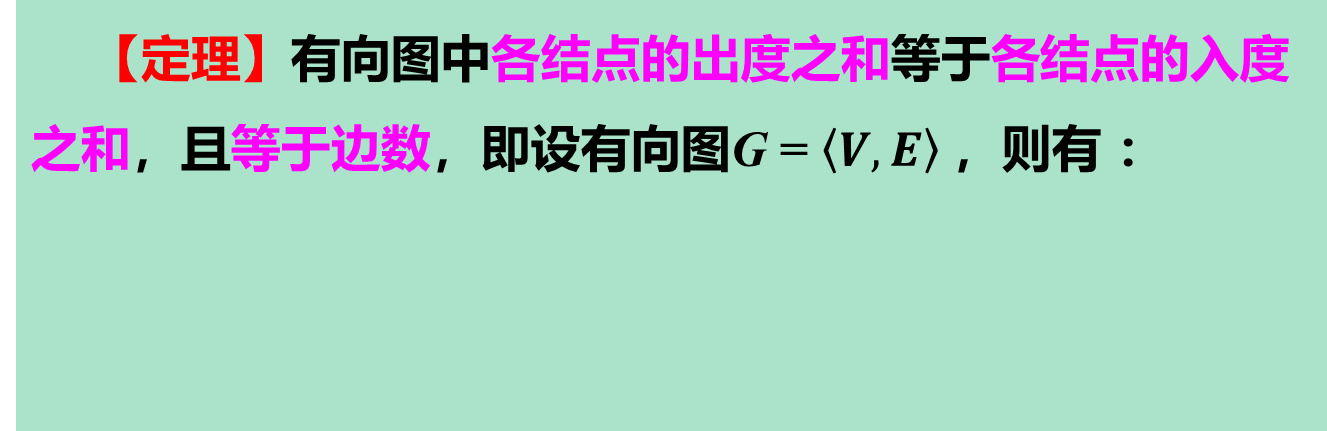 【定理】有向图中各结点的出度之和等于各结点的入度
之和，且等于边数，即设有向图G = ⟨V, E⟩，则有：